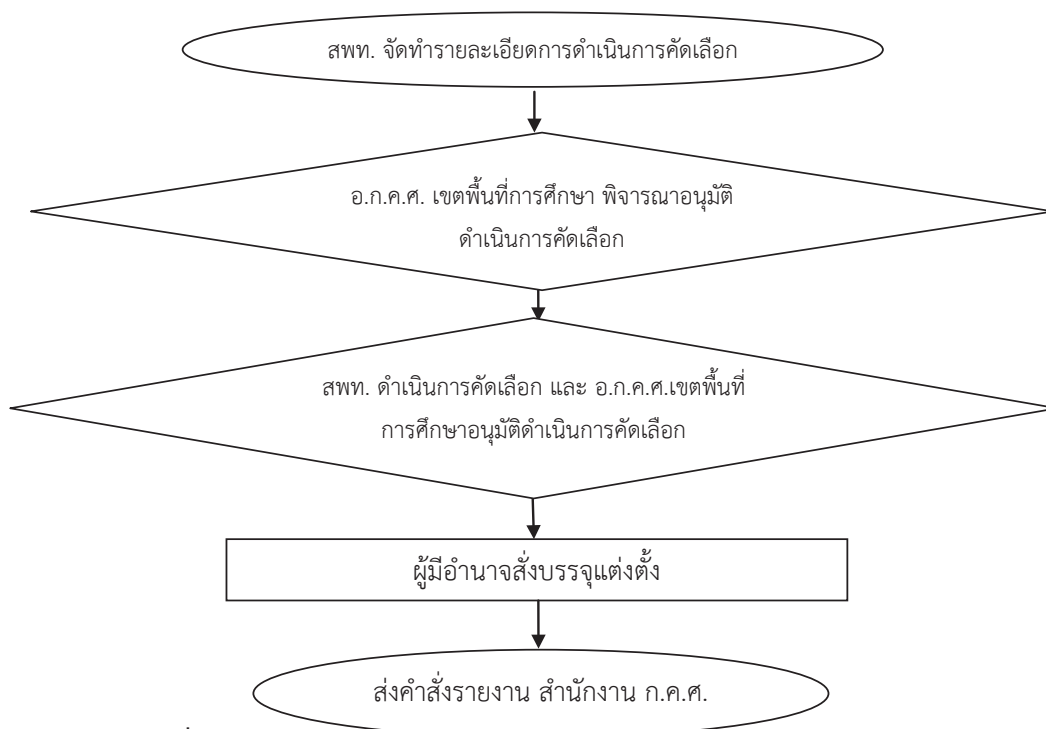 สพท. จัดทำรายละเอียดการดำเนินการคัดเลือก
อ.ก.ค.ศ. เขตพื้นที่การศึกษา พิจารณาอนุมัติ
ดำเนินการคัดเลือก
สพท. ดำเนินการคัดเลือก และ อ.ก.ค.ศ.เขตพื้นที่
การศึกษาอนุมัติดำเนินการคัดเลือก
ผู้มีอำนาจสั่งบรรจุแต่งตั้ง
ส่งคำสั่งรายงาน สำนักงาน ก.ค.ศ.